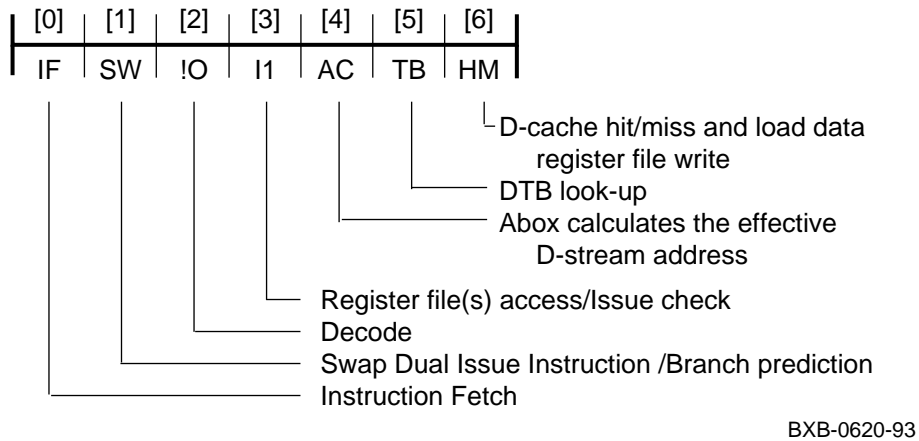 [0] [1] [2] [3] [4] [5] [6]
IF SW !O I1 AC TB HM
D-cache hit/miss and load data
register file write
DTB look-up
Abox calculates the effective
D-stream address
Register file(s) access/Issue check
Decode
Swap Dual Issue Instruction /Branch prediction
Instruction Fetch
BXB-0620-93